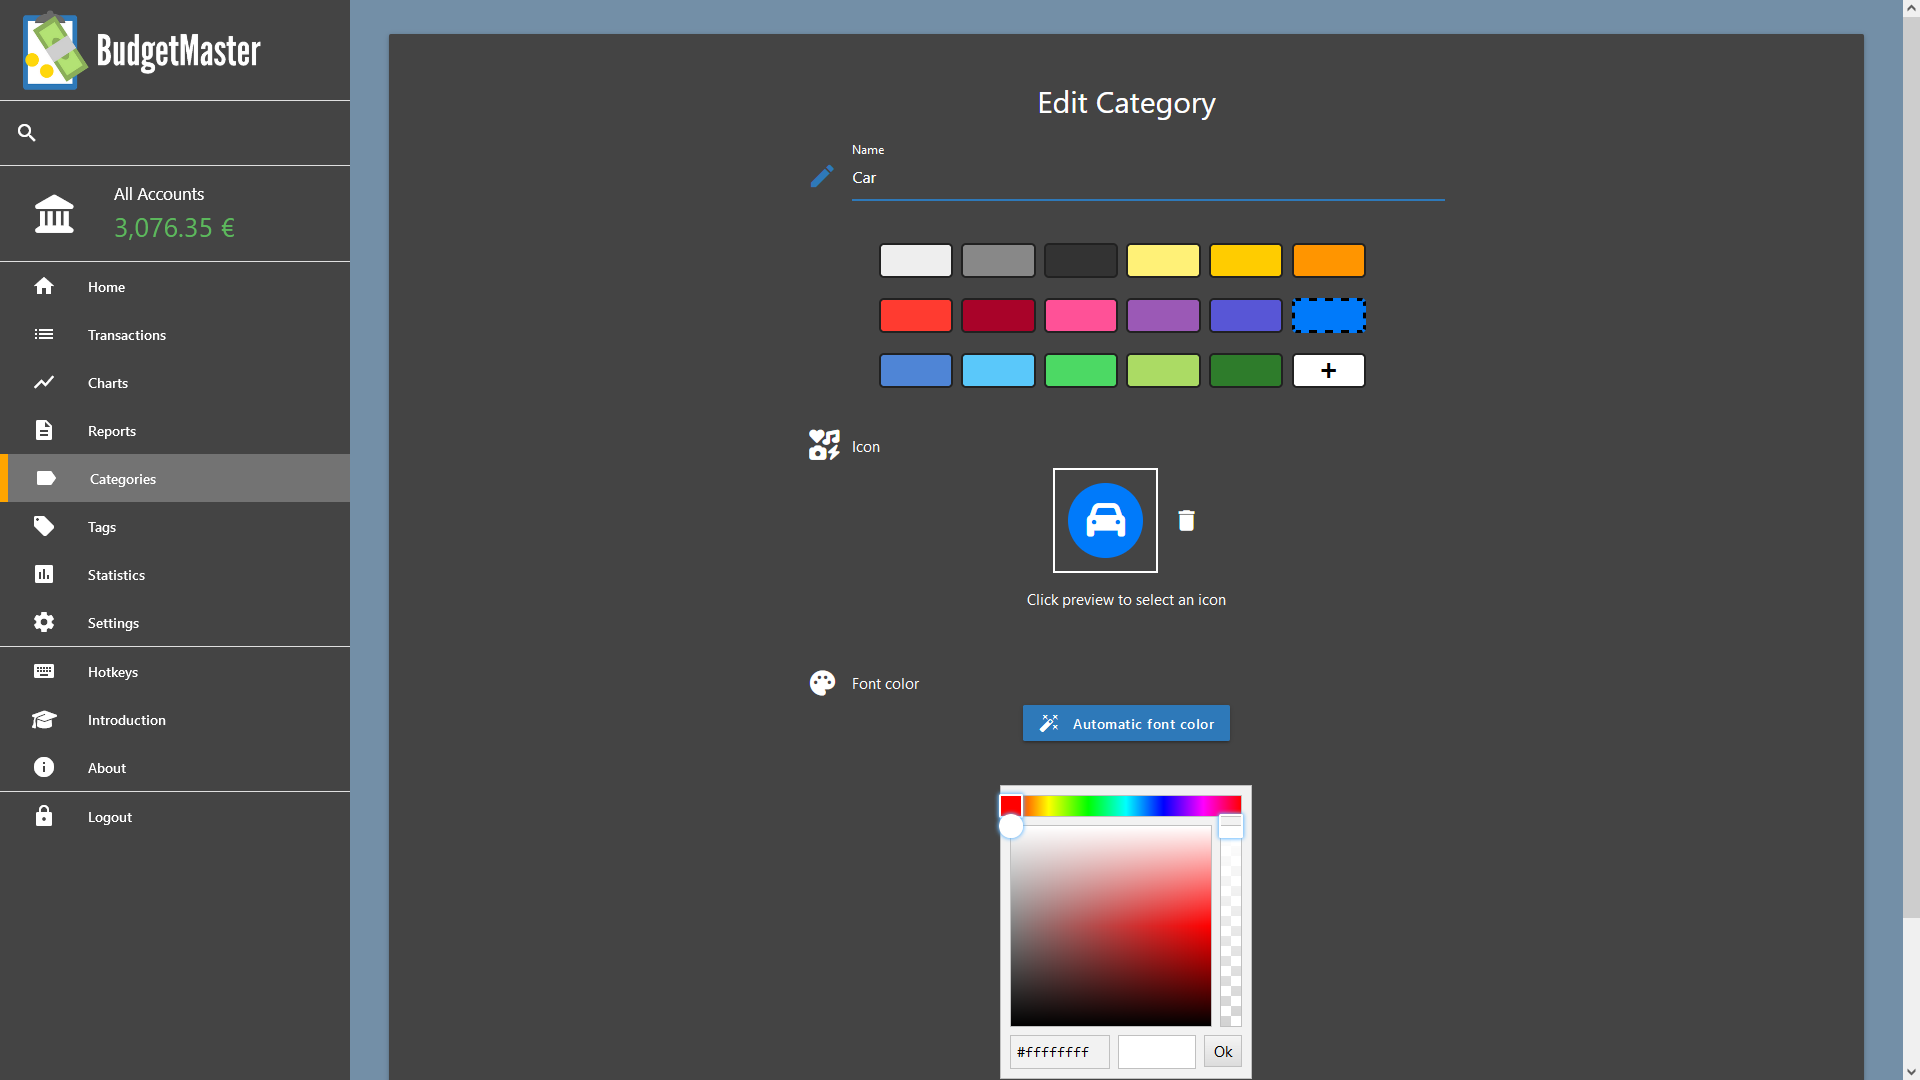 BudgetMaster
All Accounts
3,076.35 €
Home
Transactions
Charts
Reports
Categories
Tags
Statistics
Settings
Hotkeys
Introduction
About
Logout
Edit Category
Name
Car
+
Icon
Click preview to select an icon
Font color
Automatic font color
#ffffffff
Ok